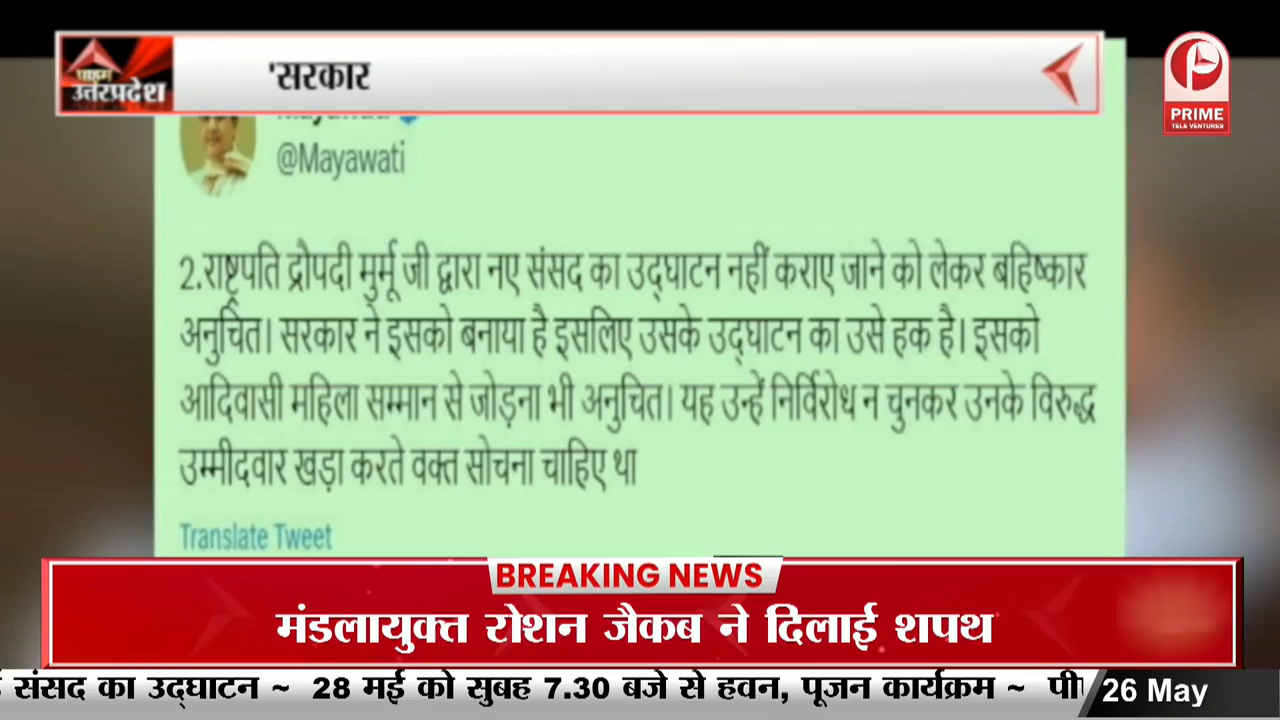 प्राइम
उत्तरप्रदेश
'सरकार
PRIME
TELE VENTURES
@Mayawati
2.राष्ट्रपति द्रौपदी मुर्मू जी द्वारा नए संसद का उद्घाटन नहीं कराए जाने को लेकर बहिष्कार
अनुचित। सरकार ने इसको बनाया है इसलिए उसके उद्घाटन का उसे हक है। इसको
आदिवासी महिला सम्मान से जोड़ना भी अनुचित। यह उन्हें निर्विरोध न चुनकर उनके विरुद्ध
उम्मीदवार खड़ा करते वक्त सोचना चाहिए था
Translate Tweet
BREAKING NEWS
मंडलायुक्त रोशन जैकब ने दिलाई शपथ
संसद का उद्घाटन ~ 28 मई को सुबह 7.30 बजे से हवन, पूजन कार्यक्रम ~
26 May